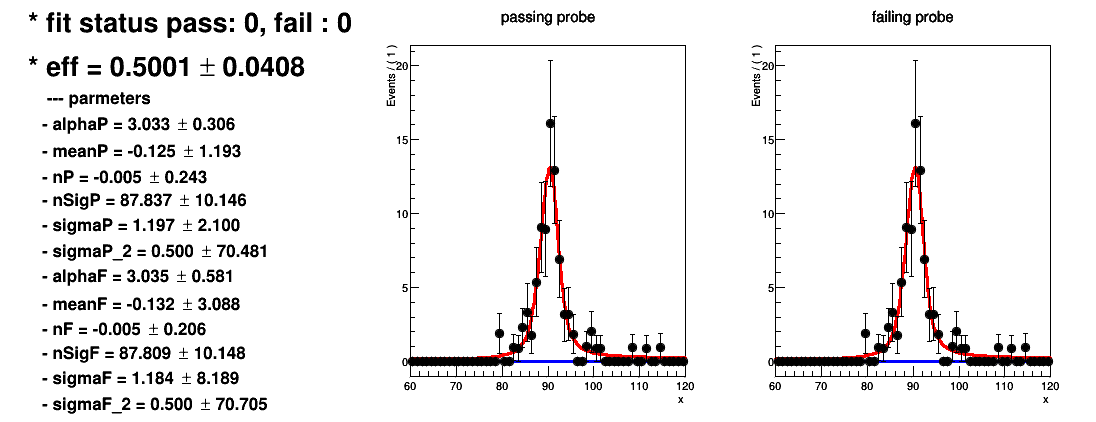 * fit status pass: 0, fail : 0
* eff = 0.5001 ± 0.0408
--- parmeters
- alphaP = 3.033 ± 0.306
- meanP = -0.125 ± 1.193
- nP = -0.005 ± 0.243
- nSigP = 87.837 ± 10.146
- sigmaP = 1.197 ± 2.100
- sigmaP_2 = 0.500 ± 70.481
- alphaF = 3.035 ± 0.581
- meanF = -0.132 ± 3.088
- nF = -0.005 ± 0.206
- nSigF = 87.809 ± 10.148
- sigmaF = 1.184 ± 8.189
- sigmaF_2 = 0.500 ± 70.705
passing probe
Events / ( 1 )
20
15
10
5
0
60 70 80 90 100 110 120
x
failing probe
Events / ( 1 )
20
15
10
5
0
60 70 80 90 100 110 120
x